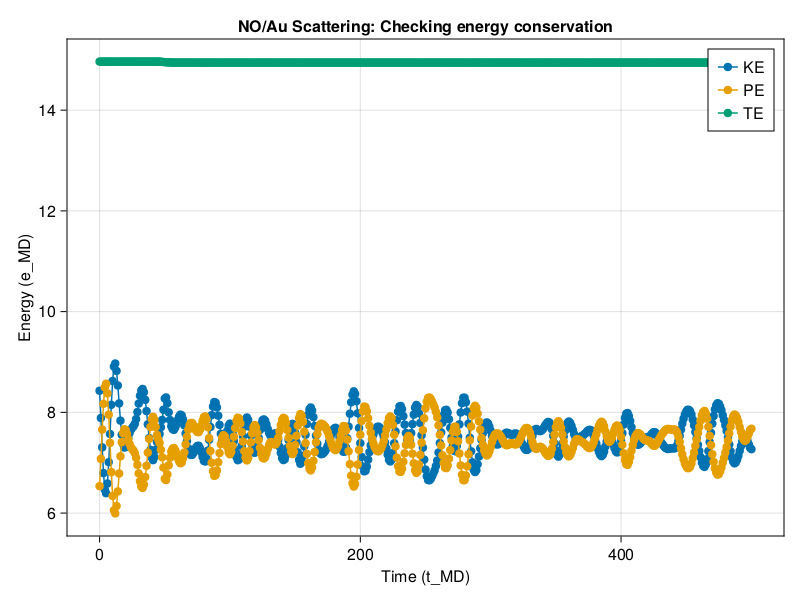 NO/Au Scattering: Checking energy conservation
KE
PE
TE
14
12
10
8
6
Energy (e_MD)
0
200
400
Time (t_MD)